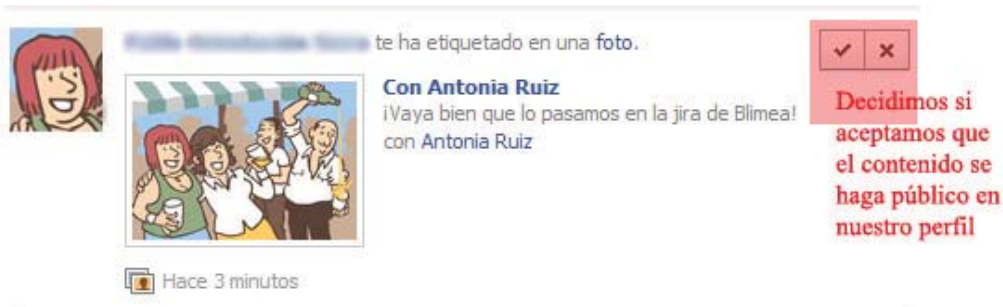 te ha etiquetado en una foto.
Con Antonia Ruiz
¡Vaya bien que lo pasamos en la jira de Blimea!
con Antonia Ruiz
Hace 3 minutos
Decidimos si
aceptamos que
el contenido se
haga público en
nuestro perfil